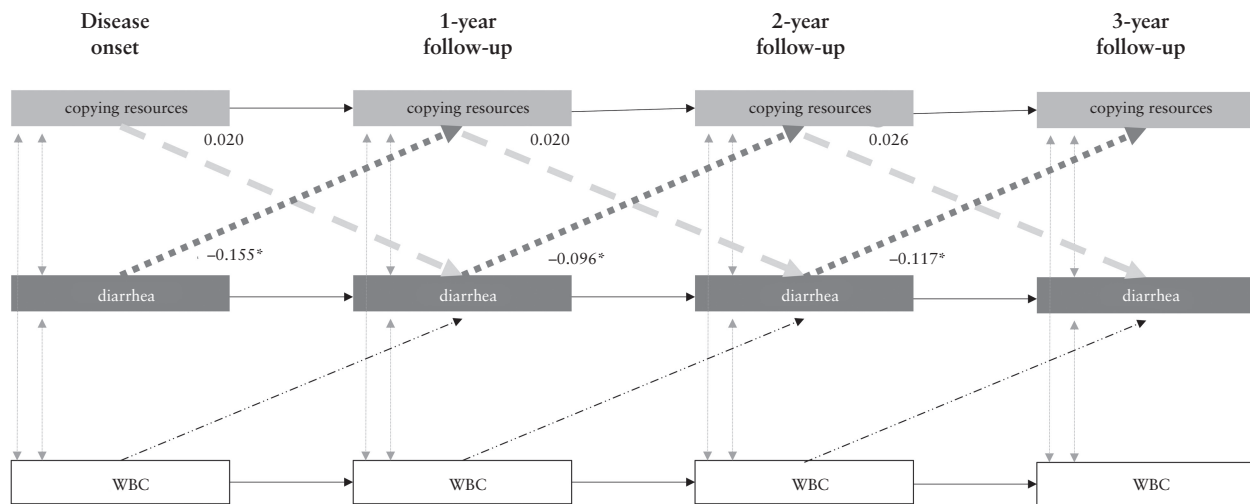 Disease
onset
1-year
follow-up
2-year
follow-up
3-year
follow-up
copying resources
copying resources
copying resources
copying resources
0.020
0.020
0.026
–0.155*
–0.096*
–0.117*
diarrhea
diarrhea
diarrhea
diarrhea
WBC
WBC
WBC
WBC